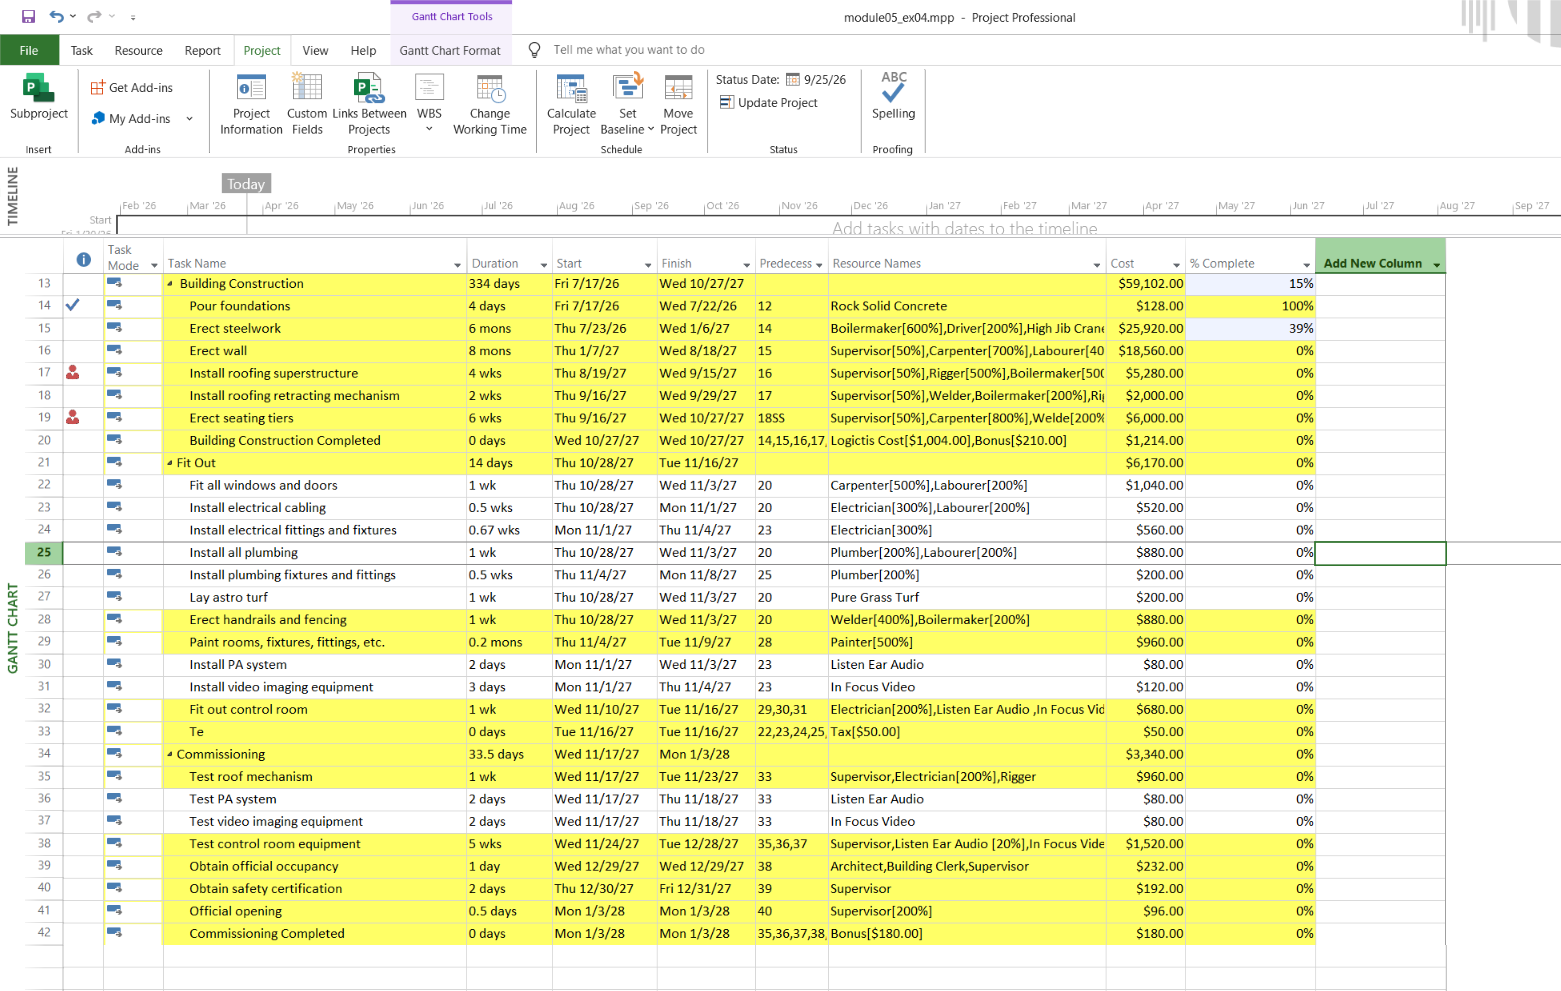 Gantt Chart Tools
module05_ex04.mpp - Project Professional
File Task Resource Report Project View Help Gantt Chart Format Tell me what you want to do
Subproject
Insert
Get Add-ins
My Add-ins
Add-ins
Project Information
Custom Fields
Links Between Projects
WBS
Change Working Time
Properties
Calculate Project
Set Baseline
Move Project
Schedule
Status Date: 9/25/26
Update Project
Status
ABC
Spelling
Proofing
TIMELINE
Today
Feb '26 Mar '26 Apr '26 May '26 Jun '26 Jul '26 Aug '26 Sep '26 Oct '26 Nov '26 Dec '26 Jan '27 Feb '27 Mar '27 Apr '27 May '27 Jun '27 Jul '27 Aug '27 Sep '27
Start
Add tasks with dates to the timeline
GANTT CHART
Task Mode Task Name Duration Start Finish Predecess Resource Names Cost % Complete Add New Column
13 Building Construction 334 days Fri 7/17/26 Wed 10/27/27 $59,102.00 15%
14 Pour foundations 4 days Fri 7/17/26 Wed 7/22/26 12 Rock Solid Concrete $128.00 100%
15 Erect steelwork 6 mons Thu 7/23/26 Wed 1/6/27 14 Boilermaker[600%],Driver[200%],High Jib Crane $25,920.00 39%
16 Erect wall 8 mons Thu 1/7/27 Wed 8/18/27 15 Supervisor[50%],Carpenter[700%],Labourer[40 $18,560.00 0%
17 Install roofing superstructure 4 wks Thu 8/19/27 Wed 9/15/27 16 Supervisor[50%],Rigger[500%],Boilermaker[500 $5,280.00 0%
18 Install roofing retracting mechanism 2 wks Thu 9/16/27 Wed 9/29/27 17 Supervisor[50%],Welder,Boilermaker[200%],Rig $2,000.00 0%
19 Erect seating tiers 6 wks Thu 9/16/27 Wed 10/27/27 18SS Supervisor[50%],Carpenter[800%],Welde[200% $6,000.00 0%
20 Building Construction Completed 0 days Wed 10/27/27 Wed 10/27/27 14,15,16,17, Logictis Cost[$1,004.00],Bonus[$210.00] $1,214.00 0%
21 Fit Out 14 days Thu 10/28/27 Tue 11/16/27 $6,170.00 0%
22 Fit all windows and doors 1 wk Thu 10/28/27 Wed 11/3/27 20 Carpenter[500%],Labourer[200%] $1,040.00 0%
23 Install electrical cabling 0.5 wks Thu 10/28/27 Mon 11/1/27 20 Electrician[300%],Labourer[200%] $520.00 0%
24 Install electrical fittings and fixtures 0.67 wks Mon 11/1/27 Thu 11/4/27 23 Electrician[300%] $560.00 0%
25 Install all plumbing 1 wk Thu 10/28/27 Wed 11/3/27 20 Plumber[200%],Labourer[200%] $880.00 0%
26 Install plumbing fixtures and fittings 0.5 wks Thu 11/4/27 Mon 11/8/27 25 Plumber[200%] $200.00 0%
27 Lay astro turf 1 wk Thu 10/28/27 Wed 11/3/27 20 Pure Grass Turf $200.00 0%
28 Erect handrails and fencing 1 wk Thu 10/28/27 Wed 11/3/27 20 Welder[400%],Boilermaker[200%] $880.00 0%
29 Paint rooms, fixtures, fittings, etc. 0.2 mons Thu 11/4/27 Tue 11/9/27 28 Painter[500%] $960.00 0%
30 Install PA system 2 days Mon 11/1/27 Wed 11/3/27 23 Listen Ear Audio $80.00 0%
31 Install video imaging equipment 3 days Mon 11/1/27 Thu 11/4/27 23 In Focus Video $120.00 0%
32 Fit out control room 1 wk Wed 11/10/27 Tue 11/16/27 29,30,31 Electrician[200%],Listen Ear Audio ,In Focus Vid $680.00 0%
33 Te 0 days Tue 11/16/27 Tue 11/16/27 22,23,24,25, Tax[$50.00] $50.00 0%
34 Commissioning 33.5 days Wed 11/17/27 Mon 1/3/28 $3,340.00 0%
35 Test roof mechanism 1 wk Wed 11/17/27 Tue 11/23/27 33 Supervisor,Electrician[200%],Rigger $960.00 0%
36 Test PA system 2 days Wed 11/17/27 Thu 11/18/27 33 Listen Ear Audio $80.00 0%
37 Test video imaging equipment 2 days Wed 11/17/27 Thu 11/18/27 33 In Focus Video $80.00 0%
38 Test control room equipment 5 wks Wed 11/24/27 Tue 12/28/27 35,36,37 Supervisor,Listen Ear Audio [20%],In Focus Vide $1,520.00 0%
39 Obtain official occupancy 1 day Wed 12/29/27 Wed 12/29/27 38 Architect,Building Clerk,Supervisor $232.00 0%
40 Obtain safety certification 2 days Thu 12/30/27 Fri 12/31/27 39 Supervisor $192.00 0%
41 Official opening 0.5 days Mon 1/3/28 Mon 1/3/28 40 Supervisor[200%] $96.00 0%
42 Commissioning Completed 0 days Mon 1/3/28 Mon 1/3/28 35,36,37,38, Bonus[$180.00] $180.00 0%